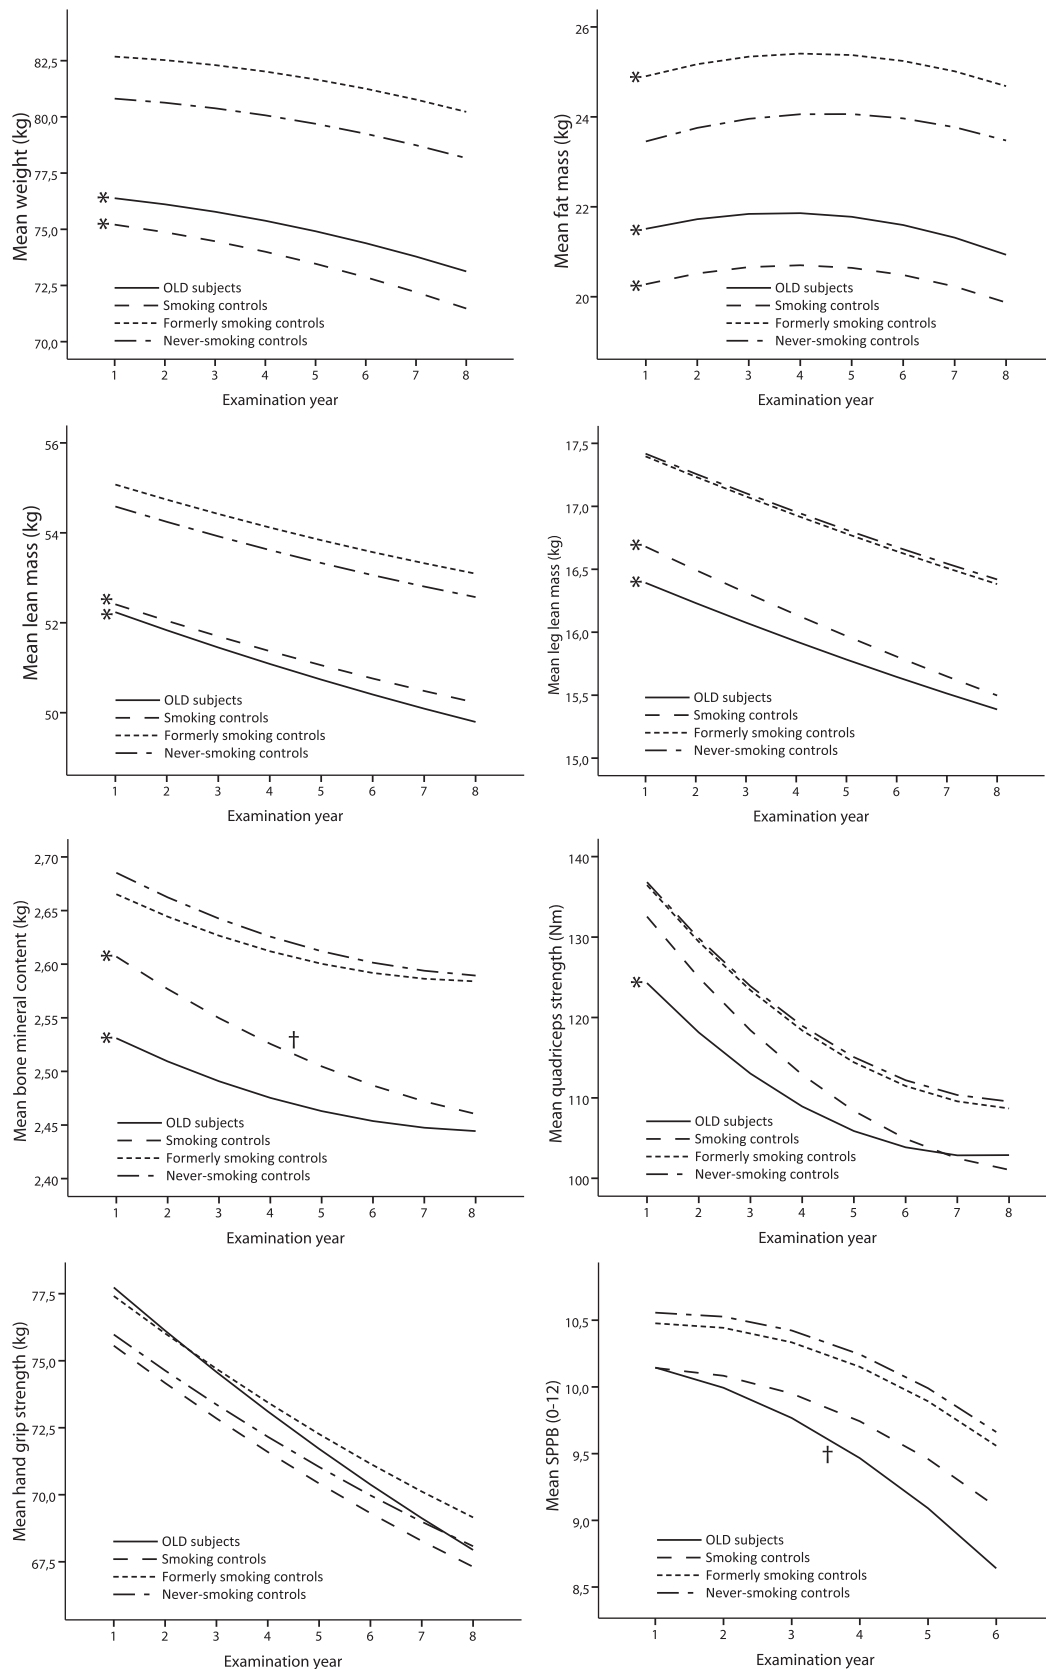 Mean weight (kg)
82,5
80,0
77,5
75,0
72,5
70,0
*
*
OLD subjects
Smoking controls
Formerly smoking controls
Never-smoking controls
1 2 3 4 5 6 7 8
Examination year
Mean fat mass (kg)
26
24
22
20
*
*
*
OLD subjects
Smoking controls
Formerly smoking controls
Never-smoking controls
1 2 3 4 5 6 7 8
Examination year
Mean lean mass (kg)
56
54
52
50
*
*
OLD subjects
Smoking controls
Formerly smoking controls
Never-smoking controls
1 2 3 4 5 6 7 8
Examination year
Mean leg lean mass (kg)
17,5
17,0
16,5
16,0
15,5
15,0
*
*
OLD subjects
Smoking controls
Formerly smoking controls
Never-smoking controls
1 2 3 4 5 6 7 8
Examination year
Mean bone mineral content (kg)
2,70
2,65
2,60
2,55
2,50
2,45
2,40
*
*
†
OLD subjects
Smoking controls
Formerly smoking controls
Never-smoking controls
1 2 3 4 5 6 7 8
Examination year
Mean quadriceps strength (Nm)
140
130
120
110
100
*
OLD subjects
Smoking controls
Formerly smoking controls
Never-smoking controls
1 2 3 4 5 6 7 8
Examination year
Mean hand grip strength (kg)
77,5
75,0
72,5
70,0
67,5
OLD subjects
Smoking controls
Formerly smoking controls
Never-smoking controls
1 2 3 4 5 6 7 8
Examination year
Mean SPPB (0-12)
10,5
10,0
9,5
9,0
8,5
†
OLD subjects
Smoking controls
Formerly smoking controls
Never-smoking controls
1 2 3 4 5 6
Examination year